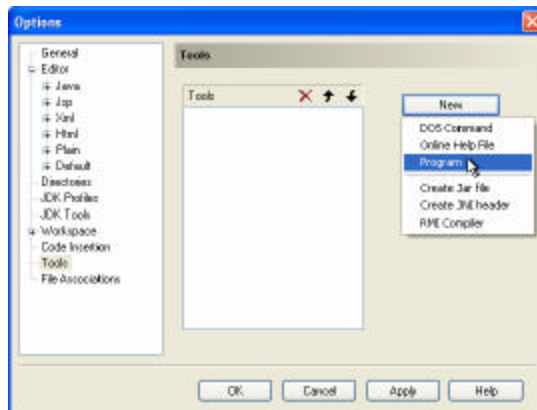 Options
General
Editor
Java
Jsp
Xml
Html
Plain
Default
Directories
JDK Profiles
JDK Tools
Workspace
Code Insertion
Tools
File Associations
Tools
Tools
New
DOS Command
Online Help File
Program
Create Jar file
Create JNI header
RMI Compiler
OK
Cancel
Apply
Help